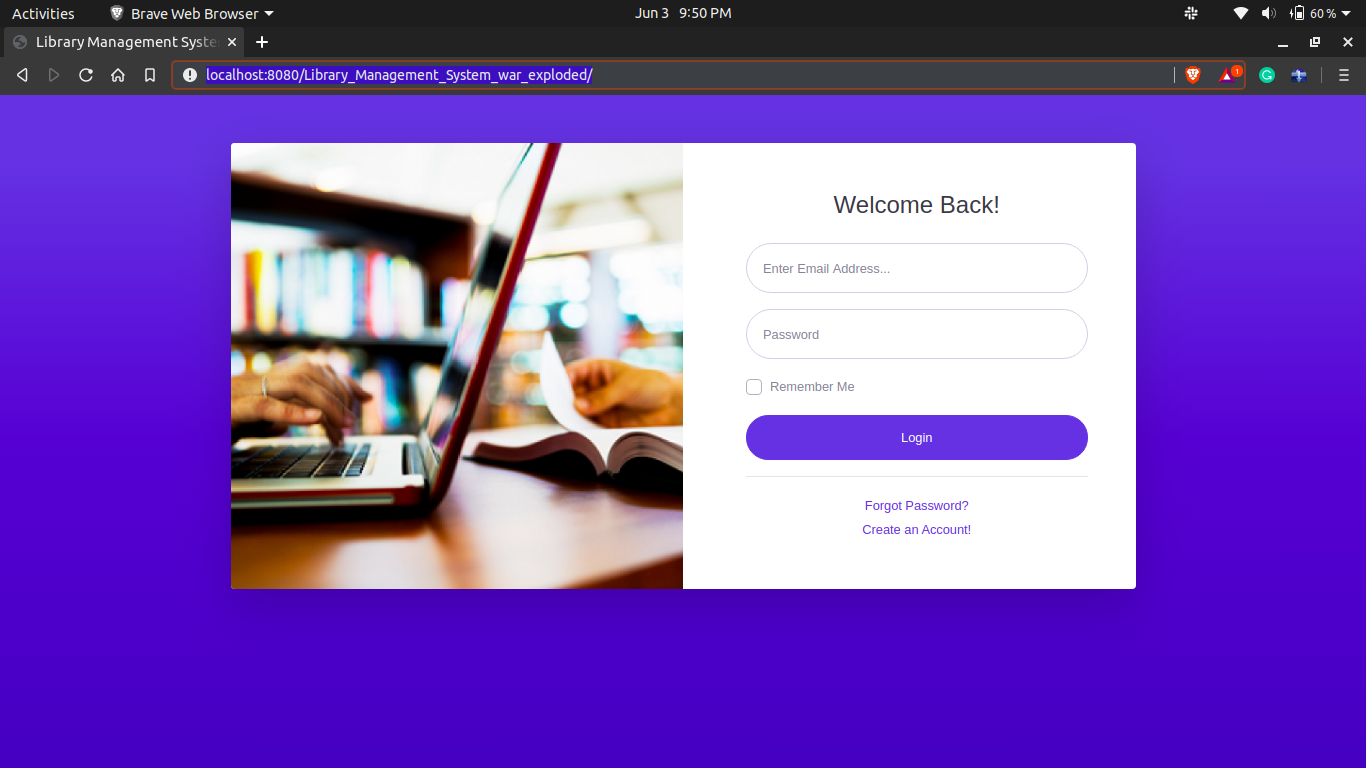 Activities Brave Web Browser Jun 3 9:50 PM 60 %
Library Management Syste
localhost:8080/Library_Management_System_war_exploded/ 1
Welcome Back!
Enter Email Address...
Password
Remember Me
Login
Forgot Password?
Create an Account!